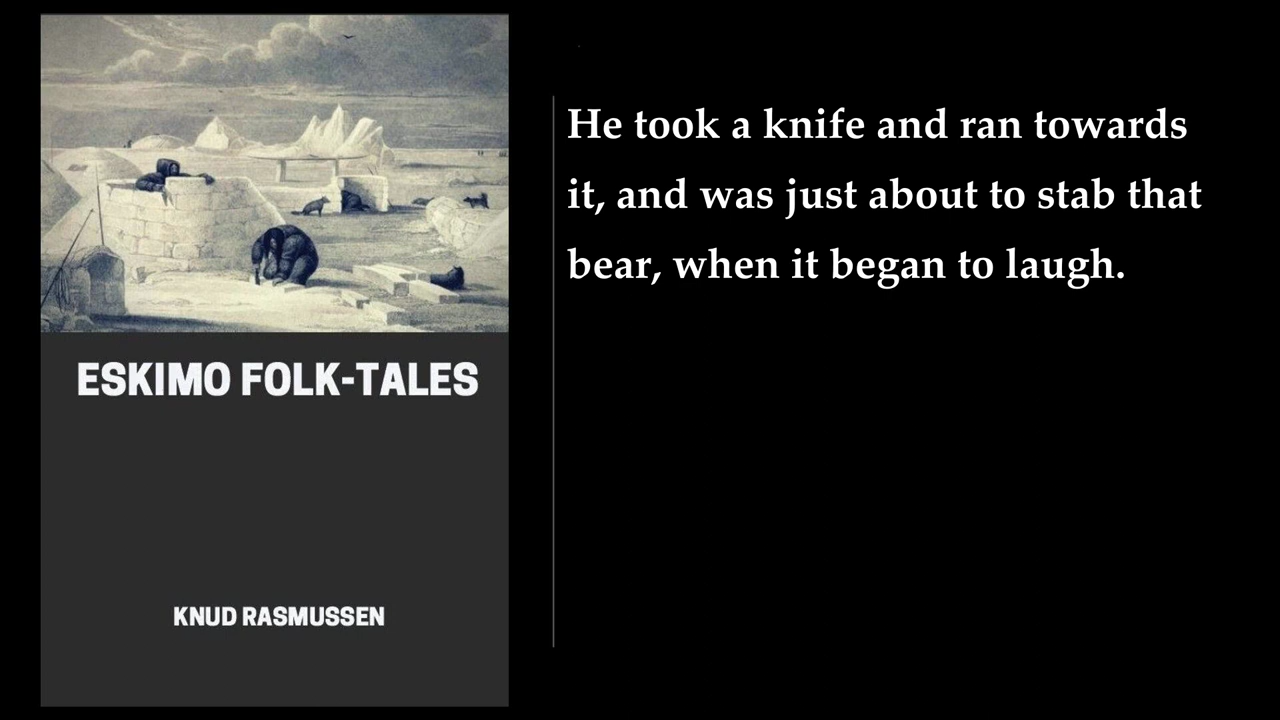 ESKIMO FOLK-TALES
KNUD RASMUSSEN
He took a knife and ran towards
it, and was just about to stab that
bear, when it began to laugh.